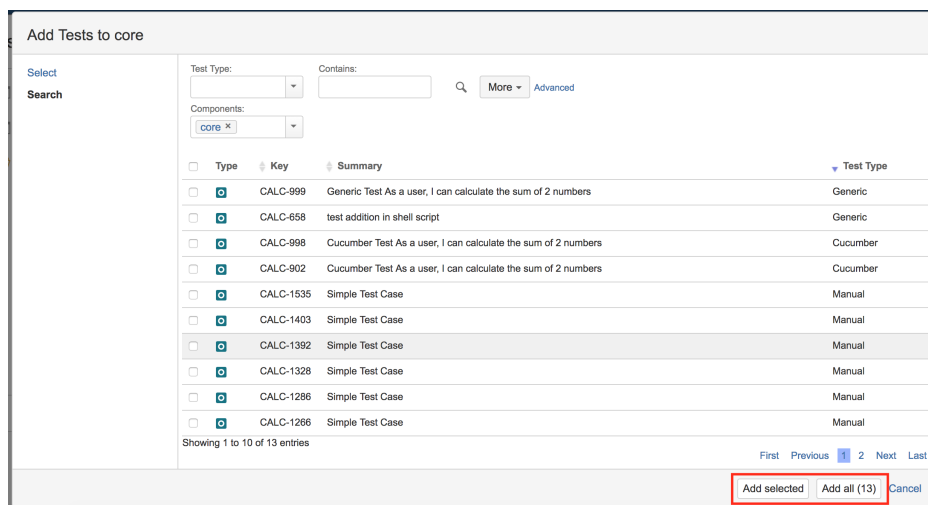 Add Tests to core
Select
Search
Test Type:
Contains:
More
Advanced
Components:
core ×
Type Key Summary Test Type
CALC-999 Generic Test As a user, I can calculate the sum of 2 numbers Generic
CALC-658 test addition in shell script Generic
CALC-998 Cucumber Test As a user, I can calculate the sum of 2 numbers Cucumber
CALC-902 Cucumber Test As a user, I can calculate the sum of 2 numbers Cucumber
CALC-1535 Simple Test Case Manual
CALC-1403 Simple Test Case Manual
CALC-1392 Simple Test Case Manual
CALC-1328 Simple Test Case Manual
CALC-1286 Simple Test Case Manual
CALC-1266 Simple Test Case Manual
Showing 1 to 10 of 13 entries
First Previous 1 2 Next Last
Add selected Add all (13) Cancel